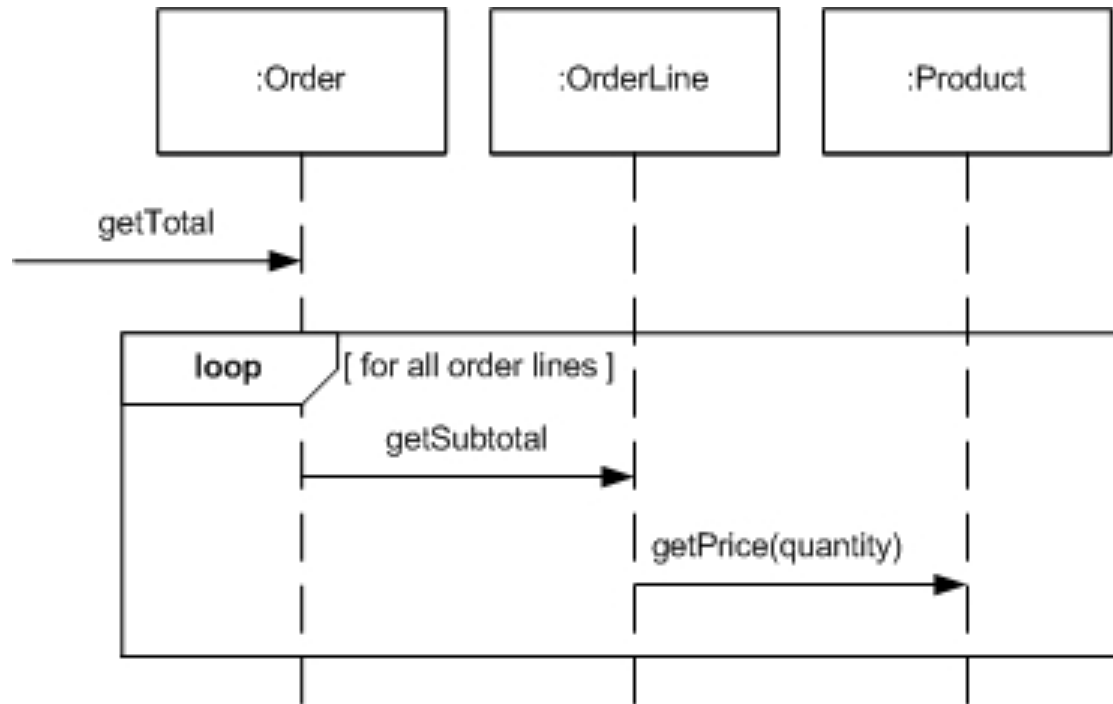 :Order
:OrderLine
:Product
getTotal
loop
[ for all order lines ]
getSubtotal
getPrice(quantity)